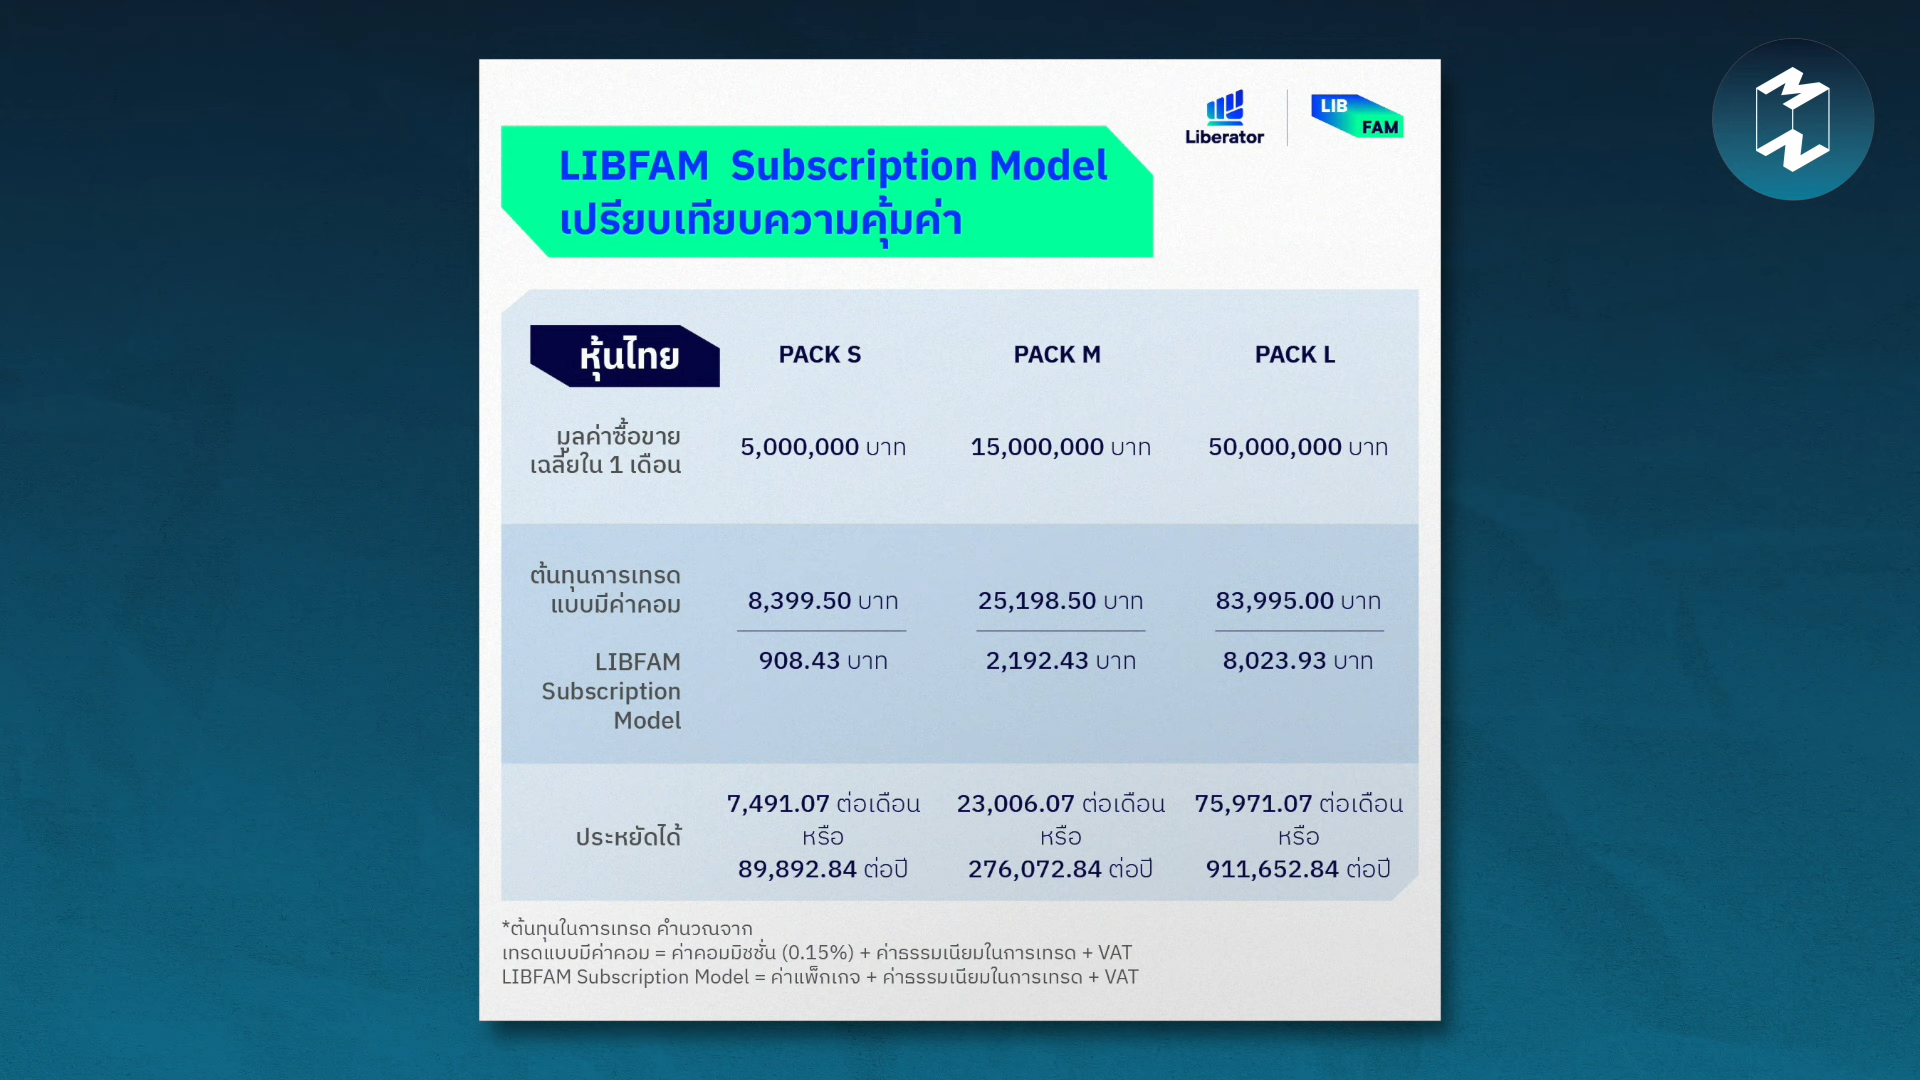 Liberator
LIB
FAM
LIBFAM Subscription Model
เปรียบเทียบความคุ้มค่า
หุ้นไทย
PACK S
PACK M
PACK L
มูลค่าซื้อขาย
เฉลี่ยใน 1 เดือน
5,000,000 บาท
15,000,000 บาท
50,000,000 บาท
ต้นทุนการเทรด
แบบมีค่าคอม
8,399.50 บาท
25,198.50 บาท
83,995.00 บาท
LIBFAM
Subscription
Model
908.43 บาท
2,192.43 บาท
8,023.93 บาท
ประหยัดได้
7,491.07 ต่อเดือน
หรือ
89,892.84 ต่อปี
23,006.07 ต่อเดือน
หรือ
276,072.84 ต่อปี
75,971.07 ต่อเดือน
หรือ
911,652.84 ต่อปี
*ต้นทุนในการเทรด คำนวณจาก
เทรดแบบมีค่าคอม = ค่าคอมมิชชั่น (0.15%) + ค่าธรรมเนียมในการเทรด + VAT
LIBFAM Subscription Model = ค่าแพ็กเกจ + ค่าธรรมเนียมในการเทรด + VAT